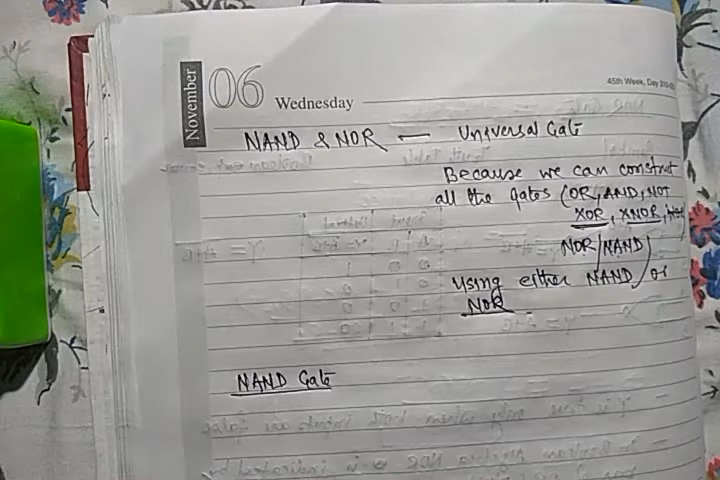 November
06
Wednesday
45th Week, Day
NAND & NOR — Universal Gate
Because we can construct
all the gates (OR, AND, NOT
XOR, XNOR,
NOR/NAND)
using either NAND or
NOR
NAND Gate